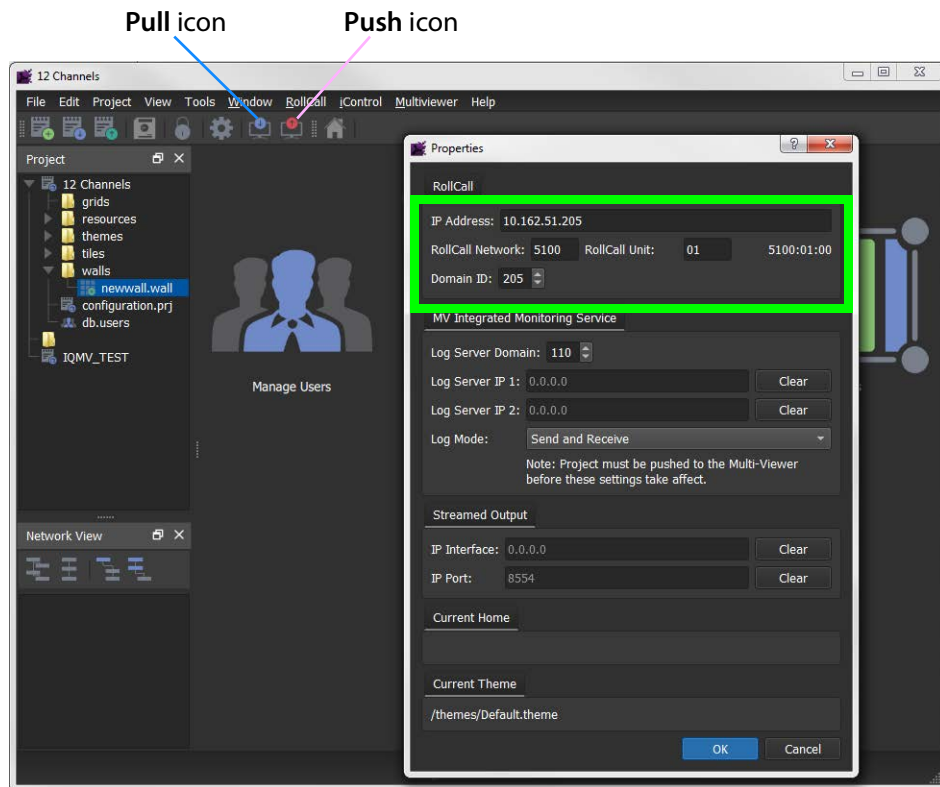 Pull icon Push icon
12 Channels
File Edit Project View Tools Window RollCall iControl Multiviewer Help
Project
12 Channels
grids
resources
themes
tiles
walls
newwall.wall
configuration.prj
db.users
IQMV_TEST
Manage Users
Network View
Properties
RollCall
IP Address: 10.162.51.205
RollCall Network: 5100 RollCall Unit: 01 5100:01:00
Domain ID: 205
MV Integrated Monitoring Service
Log Server Domain: 110
Log Server IP 1: 0.0.0.0 Clear
Log Server IP 2: 0.0.0.0 Clear
Log Mode: Send and Receive
Note: Project must be pushed to the Multi-Viewer
before these settings take affect.
Streamed Output
IP Interface: 0.0.0.0 Clear
IP Port: 8554 Clear
Current Home
Current Theme
/themes/Default.theme
OK Cancel